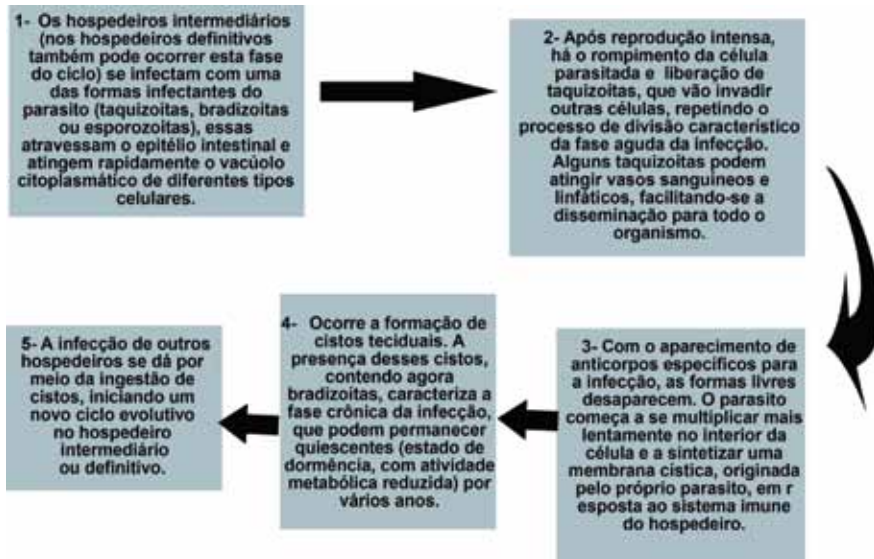 1- Os hospedeiros intermediários
(nos hospedeiros definitivos
também pode ocorrer esta fase
do ciclo) se infectam com uma
das formas infectantes do
parasito (taquizoitas, bradizoitas
ou esporozoitas), essas
atravessam o epitélio intestinal e
atingem rapidamente o vacúolo
citoplasmático de diferentes tipos
celulares.
2- Após reprodução intensa,
há o rompimento da célula
parasitada e liberação de
taquizoitas, que vão invadir
outras células, repetindo o
processo de divisão característico
da fase aguda da infecção.
Alguns taquizoitas podem
atingir vasos sanguíneos e
linfáticos, facilitando-se a
disseminação para todo o
organismo.
3- Com o aparecimento de
anticorpos específicos para
a infecção, as formas livres
desaparecem. O parasito
começa a se multiplicar mais
lentamente no interior da
célula e a sintetizar uma
membrana cística, originada
pelo próprio parasito, em r
esposta ao sistema imune
do hospedeiro.
4- Ocorre a formação de
cistos teciduais. A
presença desses cistos,
contendo agora
bradizoítas, caracteriza a
fase crônica da infecção,
que podem permanecer
quiescentes (estado de
dormência, com atividade
metabólica reduzida) por
vários anos.
5- A infecção de outros
hospedeiros se dá por
meio da ingestão de
cistos, iniciando um
novo ciclo evolutivo
no hospedeiro
intermediário
ou definitivo.